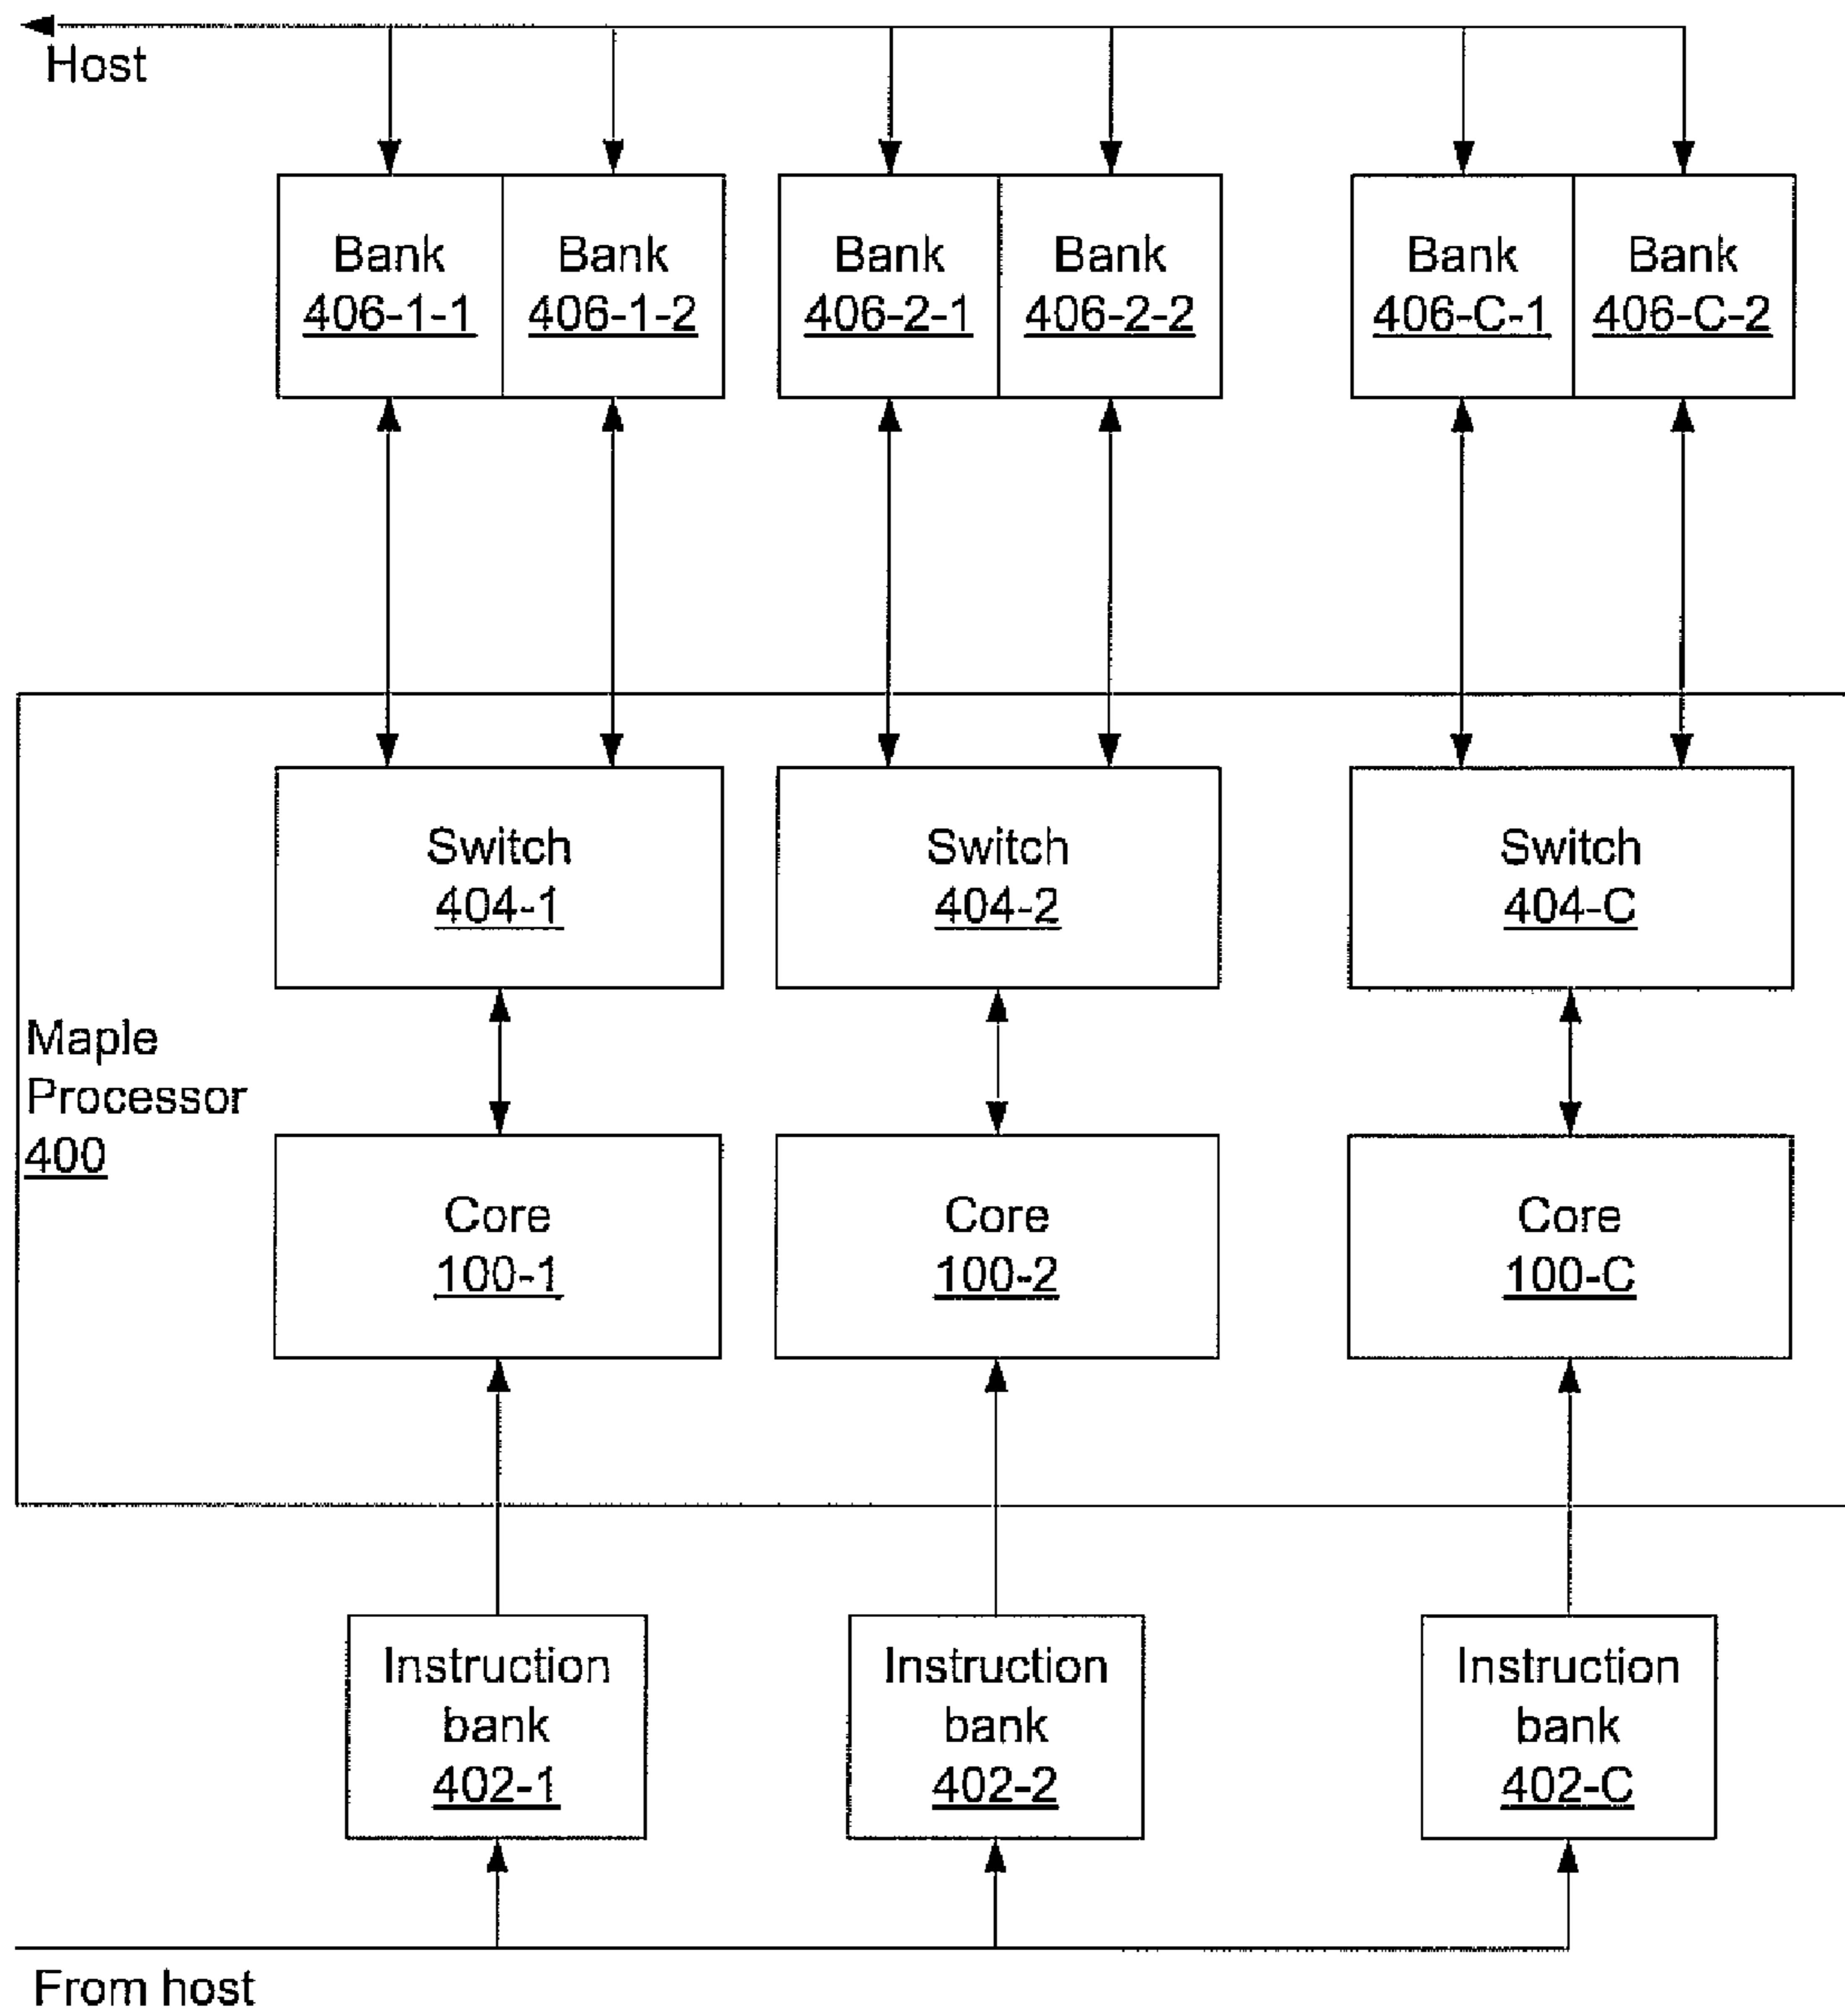 Host
Bank
406-1-1
Bank
406-1-2
Bank
406-2-1
Bank
406-2-2
Bank
406-C-1
Bank
406-C-2
Switch
404-1
Switch
404-2
Switch
404-C
Maple
Processor
400
Core
100-1
Core
100-2
Core
100-C
Instruction
bank
402-1
Instruction
bank
402-2
Instruction
bank
402-C
From host